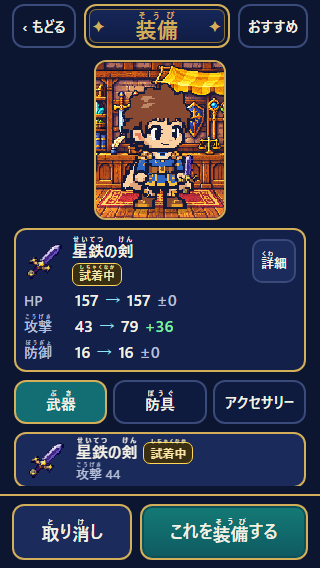 ‹ もどる
そうび
装備
おすすめ
せいてつ けん
星鉄の剣
しちゃくちゅう
試着中
くわ
詳細
HP 157 → 157 ±0
こうげき
攻撃 43 → 79 +36
ぼうぎょ
防御 16 → 16 ±0
ぶき
武器
ぼうぐ
防具
アクセサリー
せいてつ けん
星鉄の剣
しちゃくちゅう
試着中
こうげき
攻撃 44
と け
取り消し
そうび
これを装備する